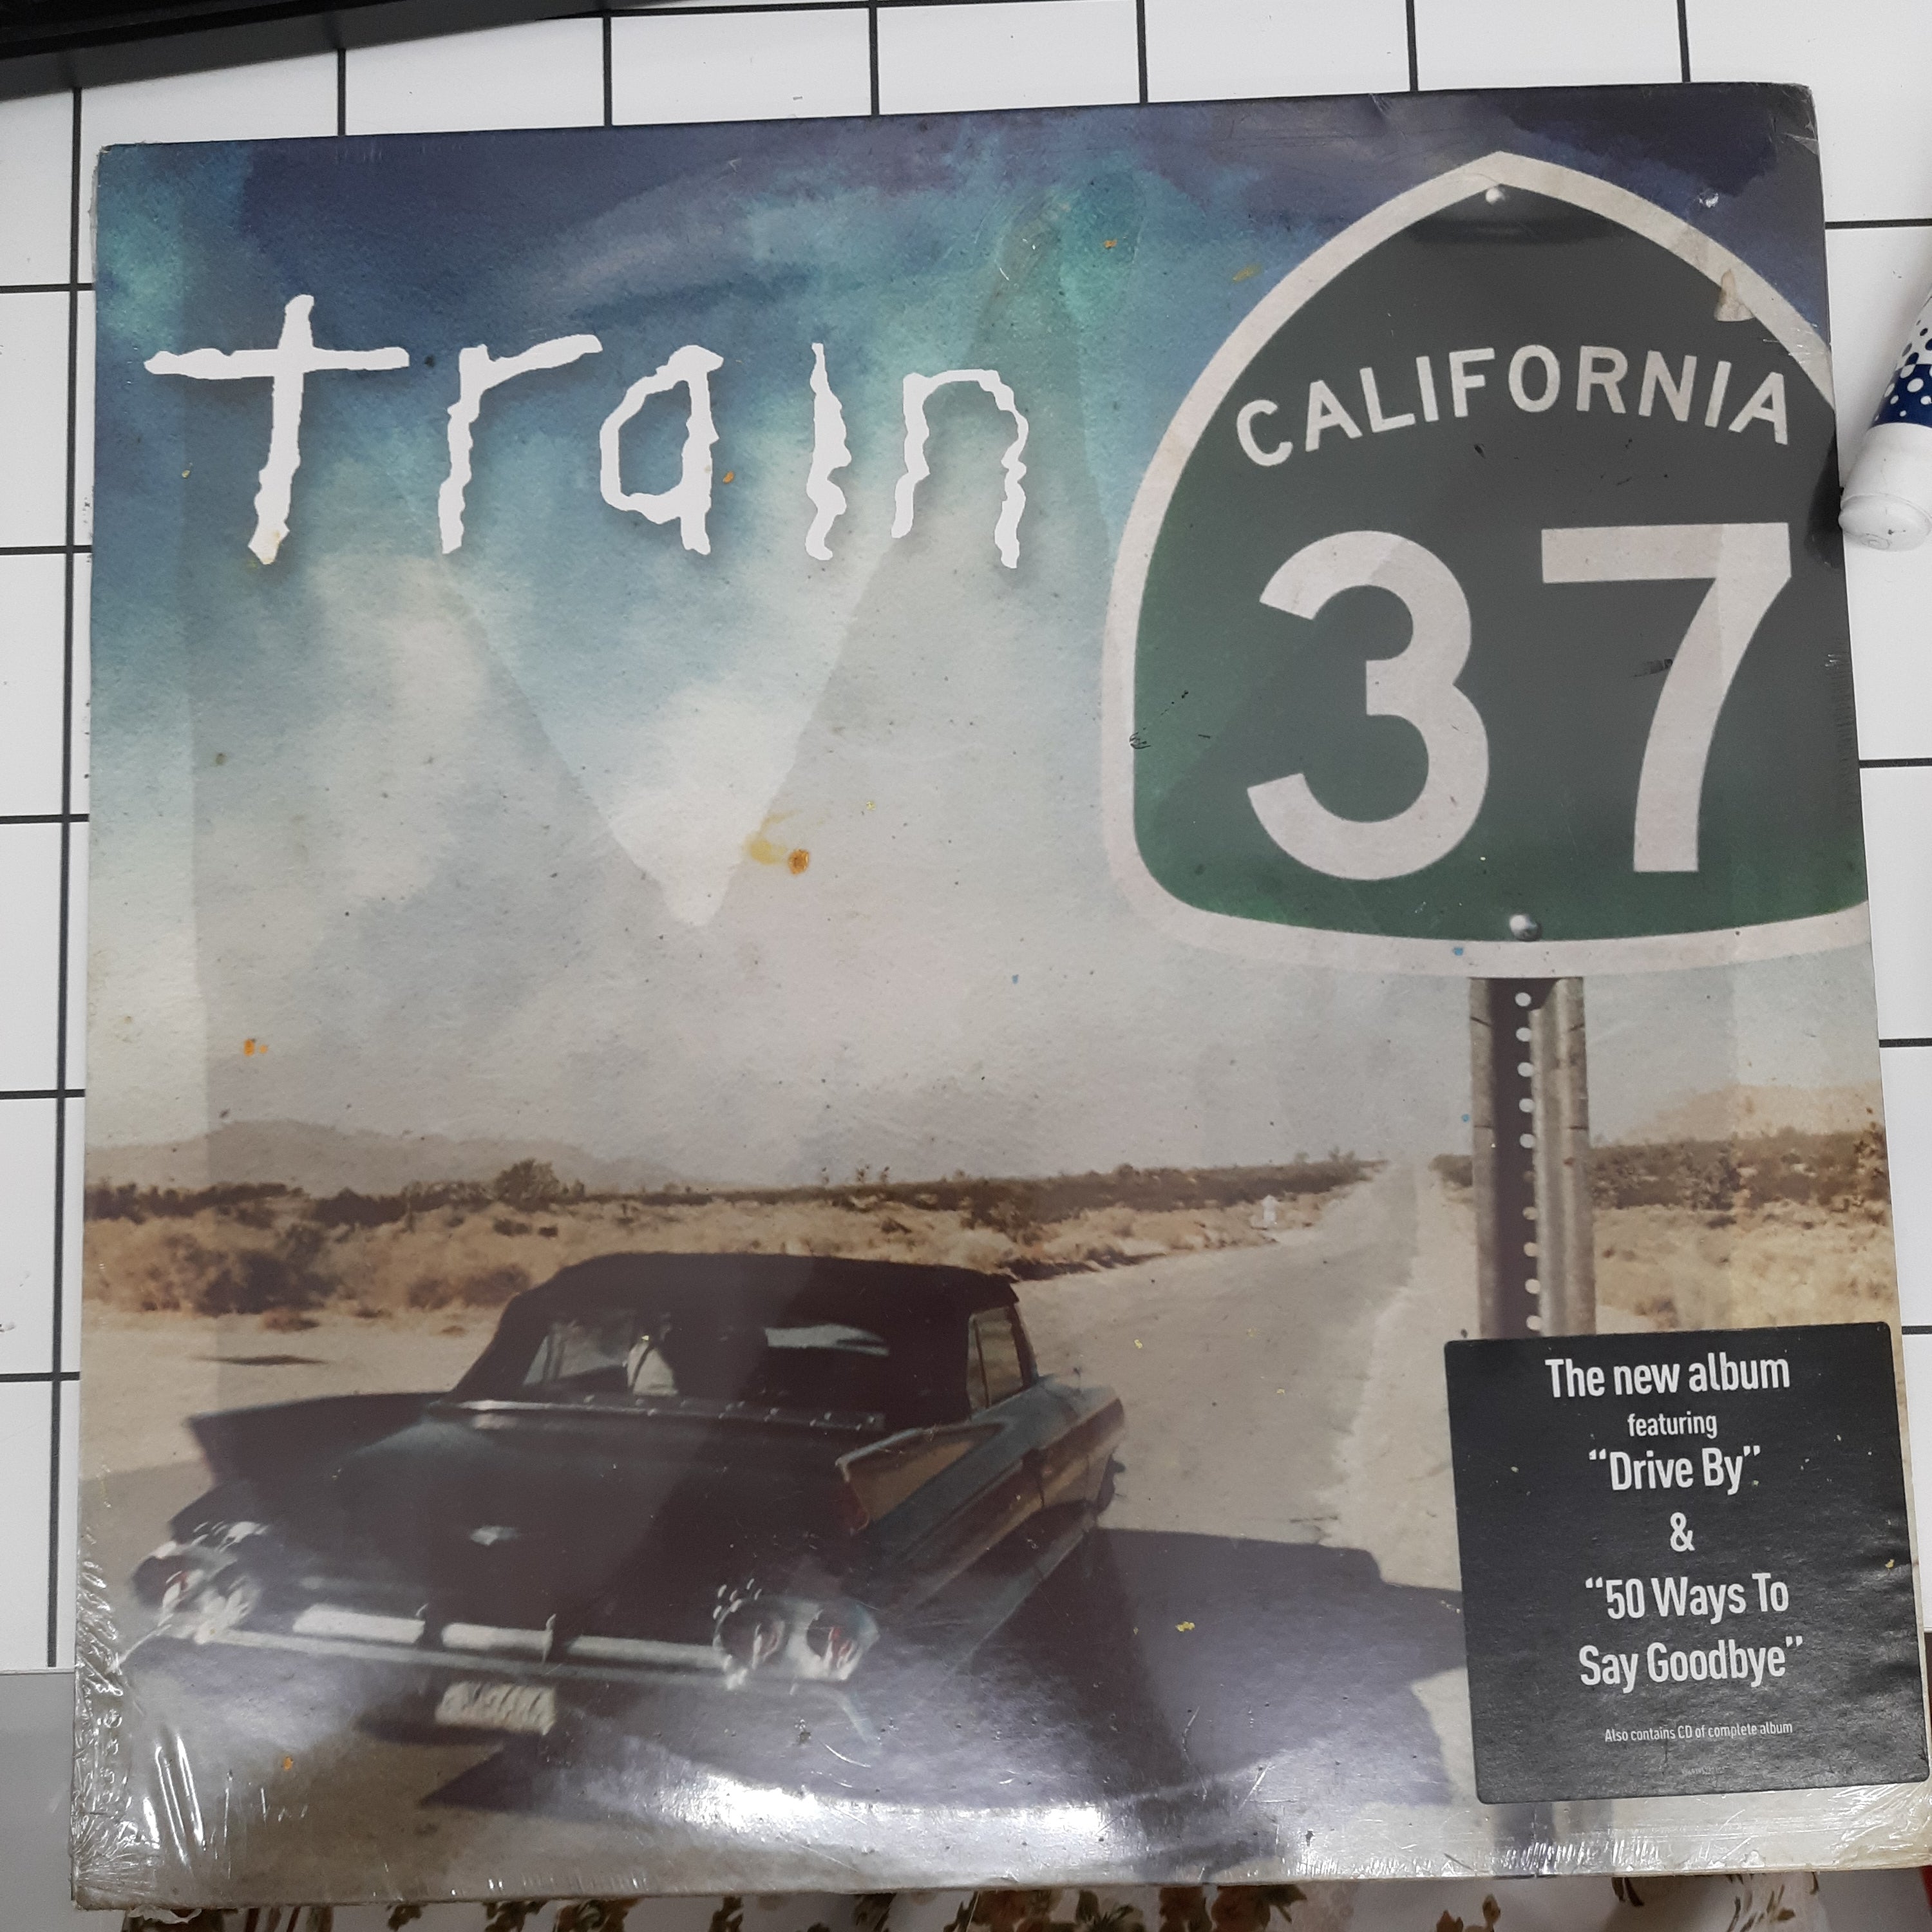 train
CALIFORNIA
37
The new album
featuring
“Drive By”
&
“50 Ways To
Say Goodbye”
Also contains CD of complete album